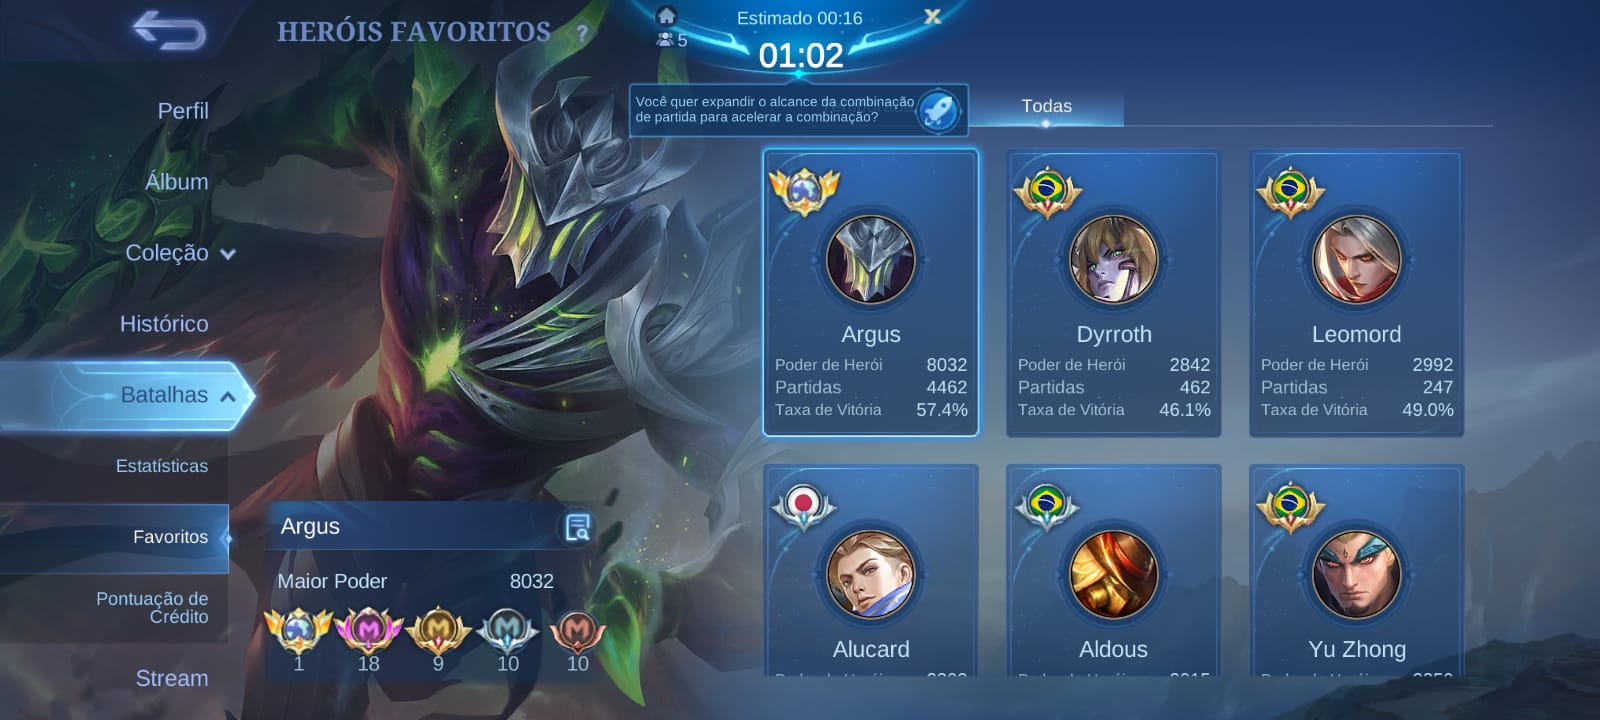 HERÓIS FAVORITOS ?
5
Estimado 00:16
X
01:02
Você quer expandir o alcance da combinação
de partida para acelerar a combinação?
Todas
Perfil
Álbum
Coleção
Histórico
Batalhas
Estatísticas
Favoritos
Pontuação de
Crédito
Stream
Argus
Maior Poder 8032
1 18 9 10 10
Argus
Poder de Herói 8032
Partidas 4462
Taxa de Vitória 57.4%
Dyrroth
Poder de Herói 2842
Partidas 462
Taxa de Vitória 46.1%
Leomord
Poder de Herói 2992
Partidas 247
Taxa de Vitória 49.0%
Alucard
Aldous
Yu Zhong